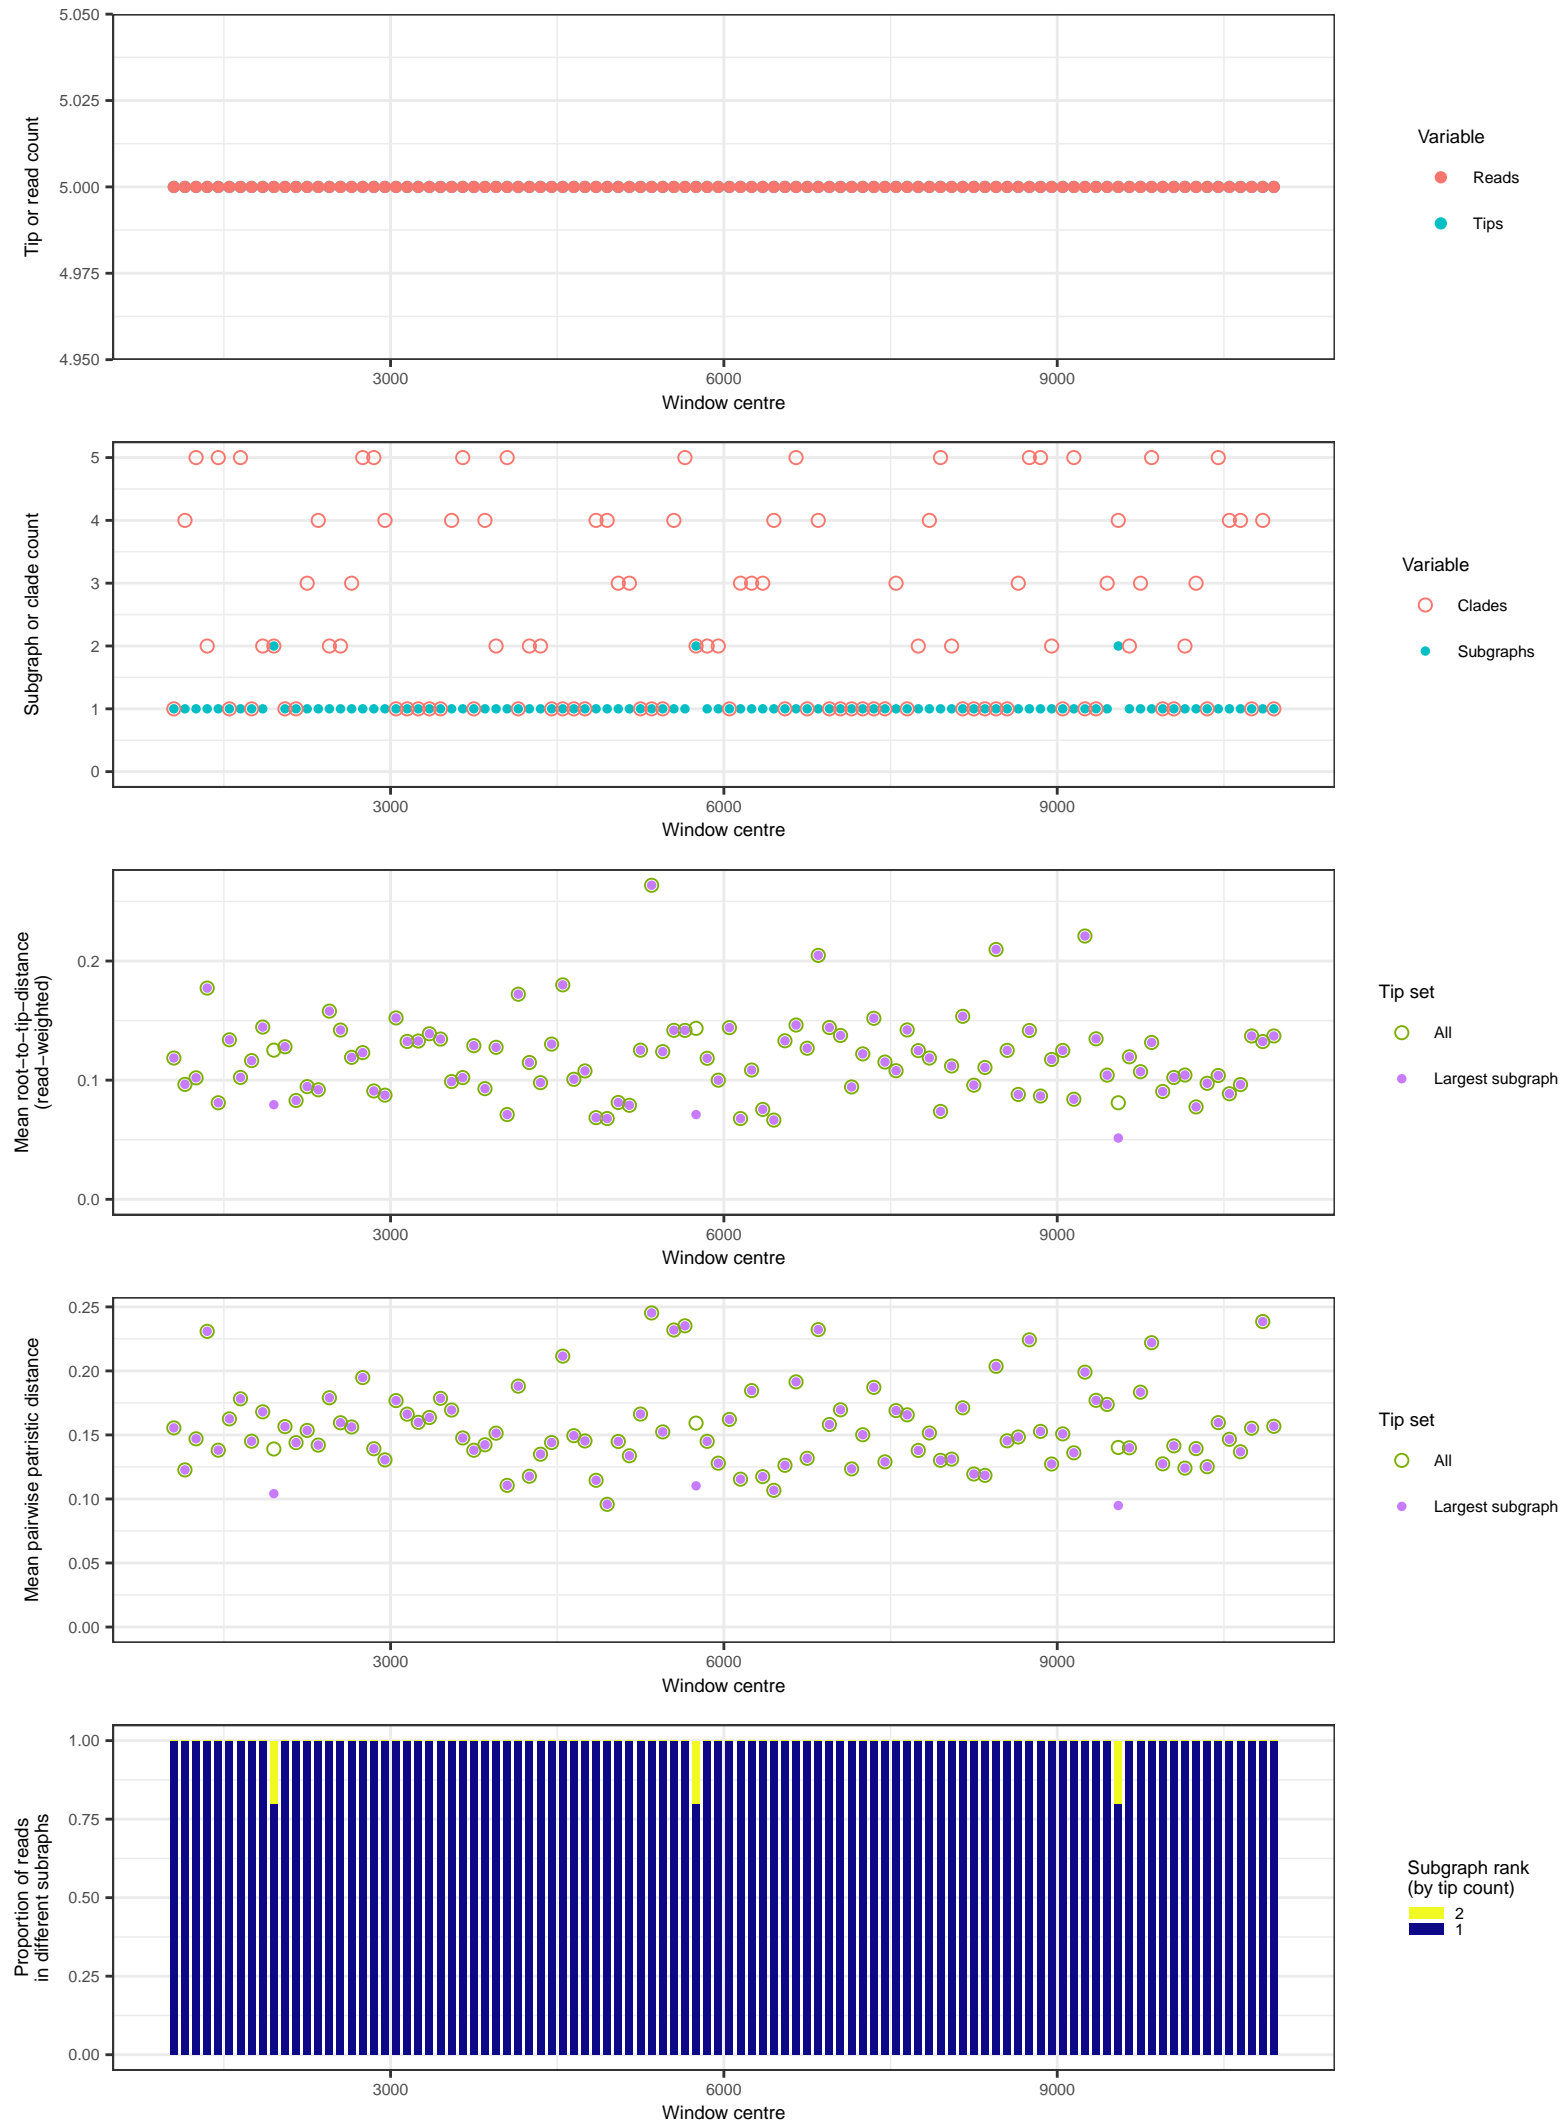 5.050
5.025
5.000
4.975
4.950
Tip or read count
3000 6000 9000
Window centre
Variable
Reads
Tips
5
4
3
2
1
0
Subgraph or clade count
3000 6000 9000
Window centre
Variable
Clades
Subgraphs
0.2
0.1
0.0
Mean root−to−tip−distance
(read−weighted)
3000 6000 9000
Window centre
Tip set
All
Largest subgraph
0.25
0.20
0.15
0.10
0.05
0.00
Mean pairwise patristic distance
3000 6000 9000
Window centre
Tip set
All
Largest subgraph
1.00
0.75
0.50
0.25
0.00
Proportion of reads
in different subraphs
3000 6000 9000
Window centre
Subgraph rank
(by tip count)
2
1